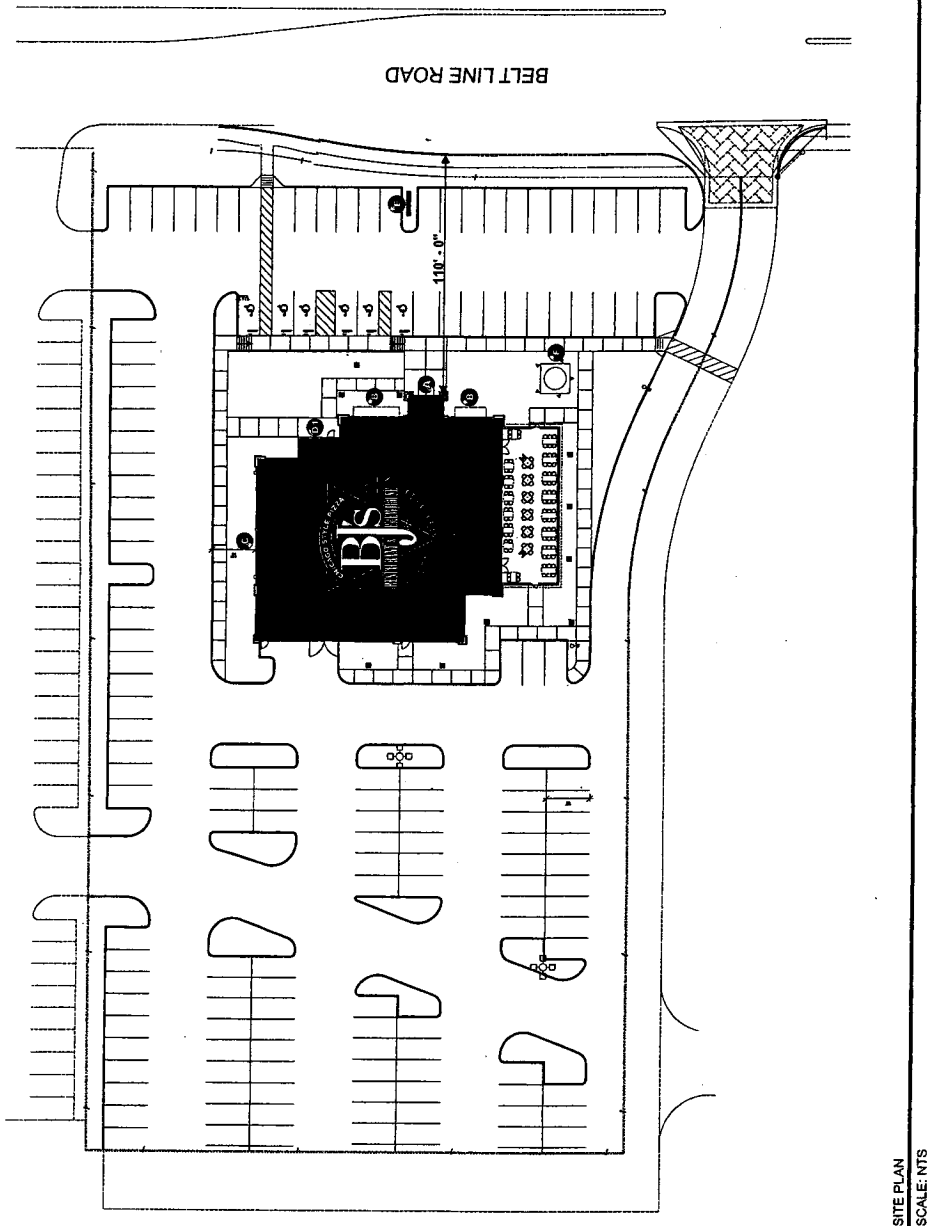 BELT LINE ROAD
110' - 0"
A
B
B
C
CHICAGO STYLE PIZZA
BJ's
RESTAURANT
SITE PLAN
SCALE: NTS